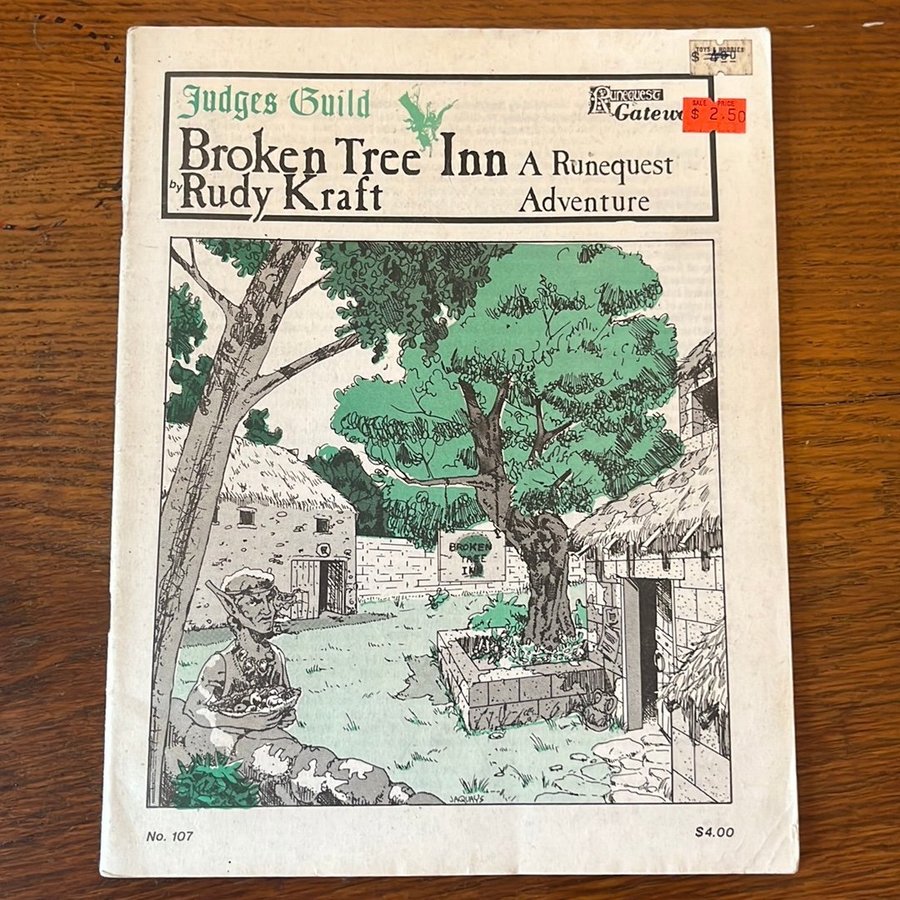 TOYS & HOBBIES
$ 4.00
Judges Guild
RUNEQUEST
Gatew
SALE PRICE
$ 2.50
Broken Tree Inn A Runequest
by Rudy Kraft Adventure
BROKEN
TREE
INN
JAQUAYS
No. 107
$4.00